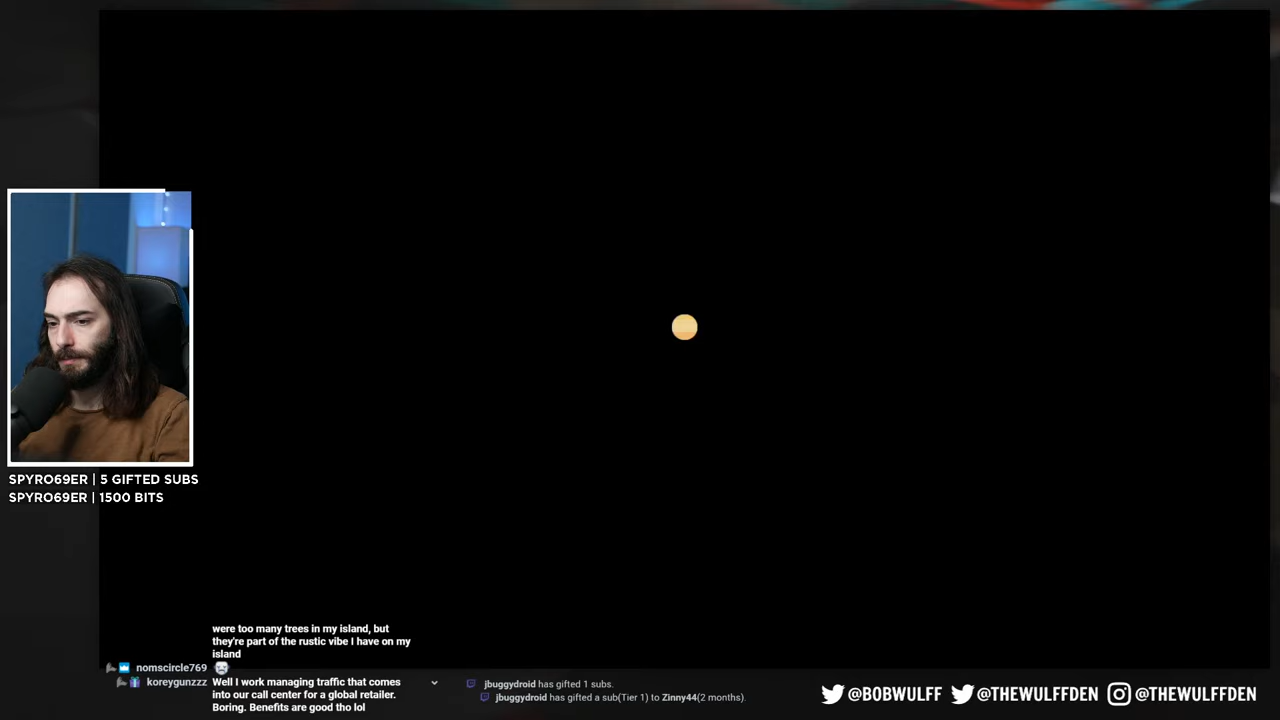 SPYRO69ER | 5 GIFTED SUBS
SPYRO69ER | 1500 BITS
were too many trees in my island, but
they're part of the rustic vibe I have on my
island
nomscircle769
koreygunzzz Well I work managing traffic that comes
into our call center for a global retailer.
Boring. Benefits are good tho lol
jbuggydroid has gifted 1 subs.
jbuggydroid has gifted a sub(Tier 1) to Zinny44(2 months).
@BOBWULFF @THEWULFFDEN @THEWULFFDEN